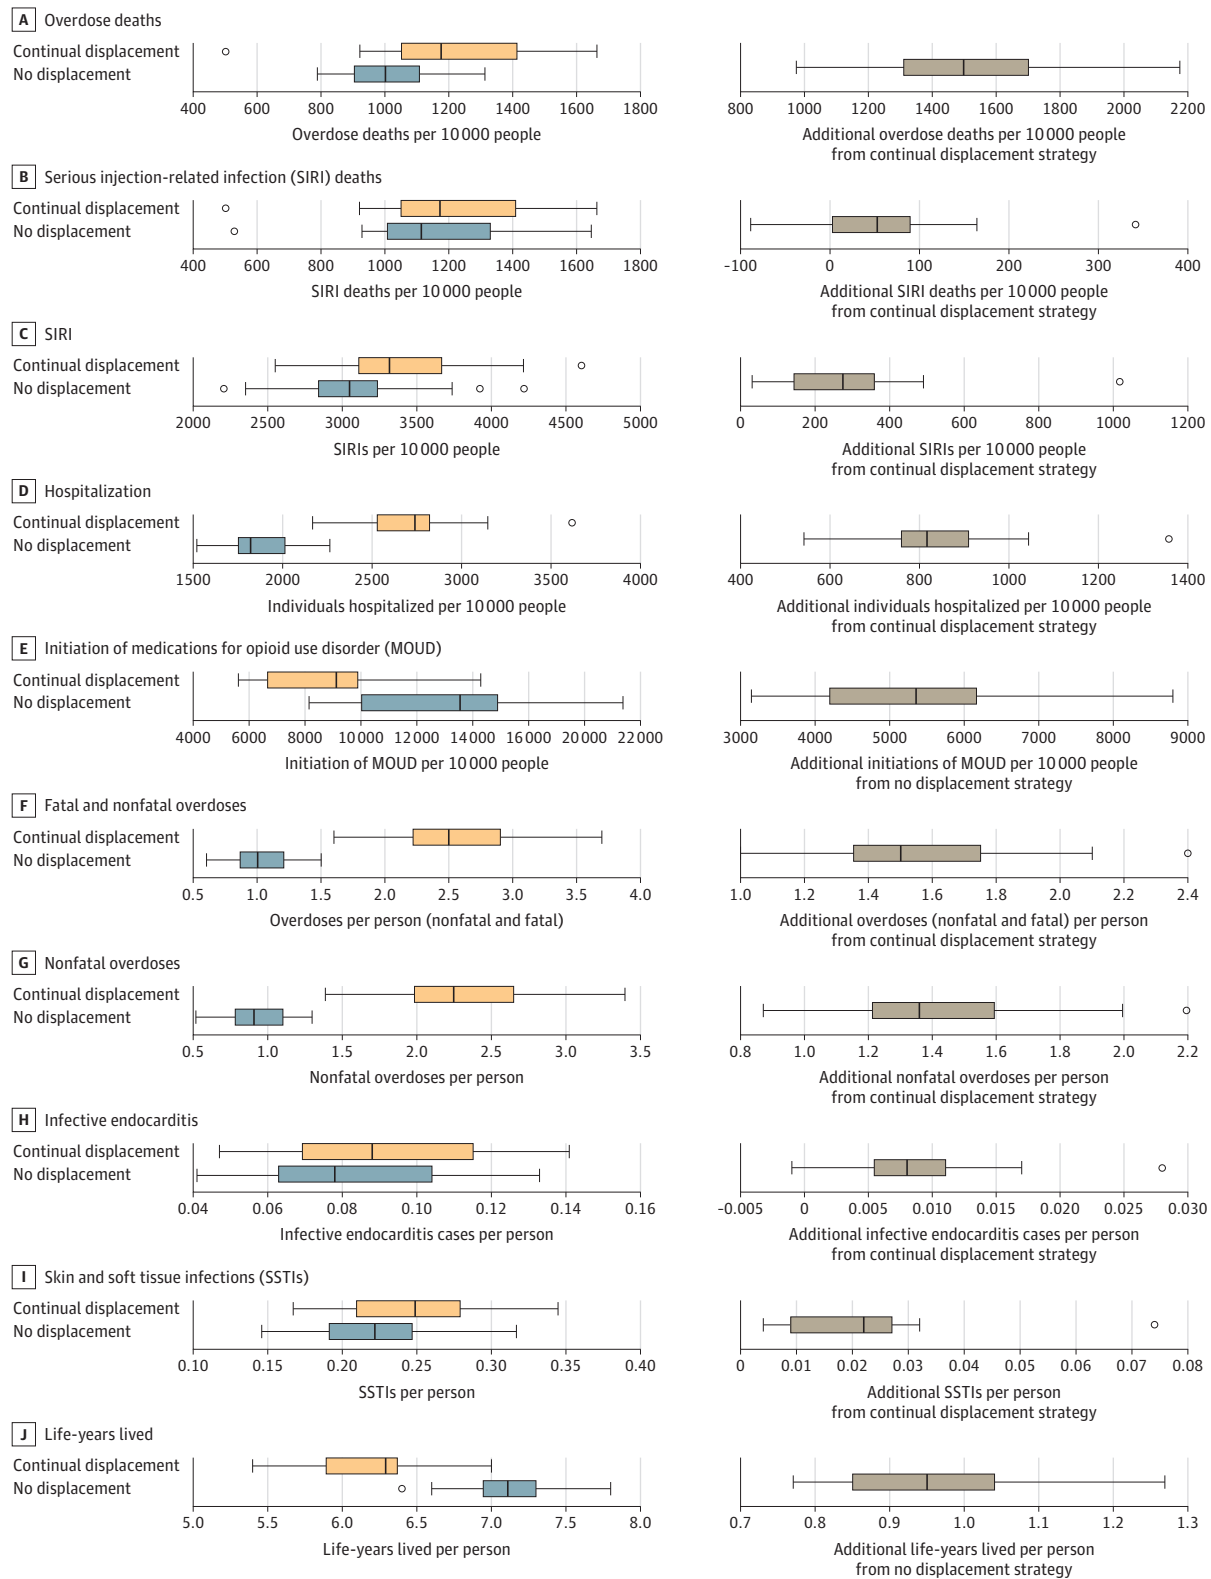 A Overdose deaths
Continual displacement
No displacement
400 600 800 1000 1200 1400 1600 1800
Overdose deaths per 10 000 people
800 1000 1200 1400 1600 1800 2000 2200
Additional overdose deaths per 10 000 people
from continual displacement strategy
B Serious injection-related infection (SIRI) deaths
Continual displacement
No displacement
400 600 800 1000 1200 1400 1600 1800
SIRI deaths per 10 000 people
-100 0 100 200 300 400
Additional SIRI deaths per 10 000 people
from continual displacement strategy
C SIRI
Continual displacement
No displacement
2000 2500 3000 3500 4000 4500 5000
SIRIs per 10 000 people
0 200 400 600 800 1000 1200
Additional SIRIs per 10 000 people
from continual displacement strategy
D Hospitalization
Continual displacement
No displacement
1500 2000 2500 3000 3500 4000
Individuals hospitalized per 10 000 people
400 600 800 1000 1200 1400
Additional individuals hospitalized per 10 000 people
from continual displacement strategy
E Initiation of medications for opioid use disorder (MOUD)
Continual displacement
No displacement
4000 6000 8000 10 000 12 000 14 000 16 000 18 000 20 000 22 000
Initiation of MOUD per 10 000 people
3000 4000 5000 6000 7000 8000 9000
Additional initiations of MOUD per 10 000 people
from no displacement strategy
F Fatal and nonfatal overdoses
Continual displacement
No displacement
0.5 1.0 1.5 2.0 2.5 3.0 3.5 4.0
Overdoses per person (nonfatal and fatal)
1.0 1.2 1.4 1.6 1.8 2.0 2.2 2.4
Additional overdoses (nonfatal and fatal) per person
from continual displacement strategy
G Nonfatal overdoses
Continual displacement
No displacement
0.5 1.0 1.5 2.0 2.5 3.0 3.5
Nonfatal overdoses per person
0.8 1.0 1.2 1.4 1.6 1.8 2.0 2.2
Additional nonfatal overdoses per person
from continual displacement strategy
H Infective endocarditis
Continual displacement
No displacement
0.04 0.06 0.08 0.10 0.12 0.14 0.16
Infective endocarditis cases per person
-0.005 0 0.005 0.010 0.015 0.020 0.025 0.030
Additional infective endocarditis cases per person
from continual displacement strategy
I Skin and soft tissue infections (SSTIs)
Continual displacement
No displacement
0.10 0.15 0.20 0.25 0.30 0.35 0.40
SSTIs per person
0 0.01 0.02 0.03 0.04 0.05 0.06 0.07 0.08
Additional SSTIs per person
from continual displacement strategy
J Life-years lived
Continual displacement
No displacement
5.0 5.5 6.0 6.5 7.0 7.5 8.0
Life-years lived per person
0.7 0.8 0.9 1.0 1.1 1.2 1.3
Additional life-years lived per person
from no displacement strategy